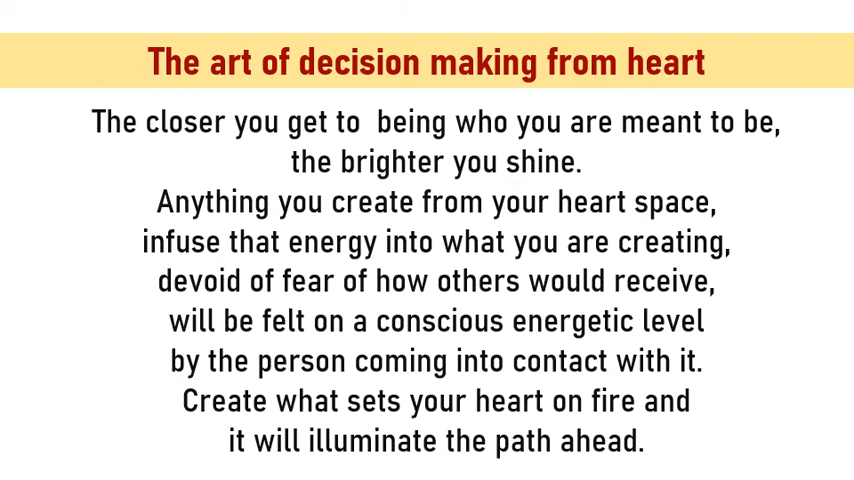 The art of decision making from heart
The closer you get to being who you are meant to be,
the brighter you shine.
Anything you create from your heart space,
infuse that energy into what you are creating,
devoid of fear of how others would receive,
will be felt on a conscious energetic level
by the person coming into contact with it.
Create what sets your heart on fire and
it will illuminate the path ahead.